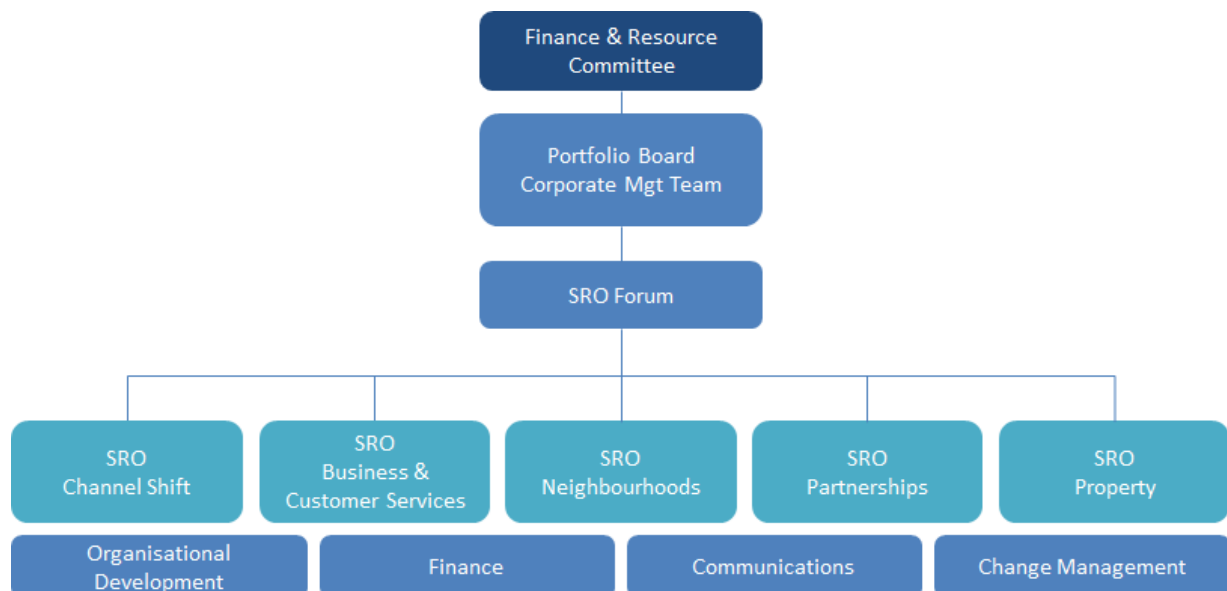 Finance & Resource
Committee
Portfolio Board
Corporate Mgt Team
SRO Forum
SRO
Channel Shift
SRO
Business &
Customer Services
SRO
Neighbourhoods
SRO
Partnerships
SRO
Property
Organisational
Development
Finance
Communications
Change Management